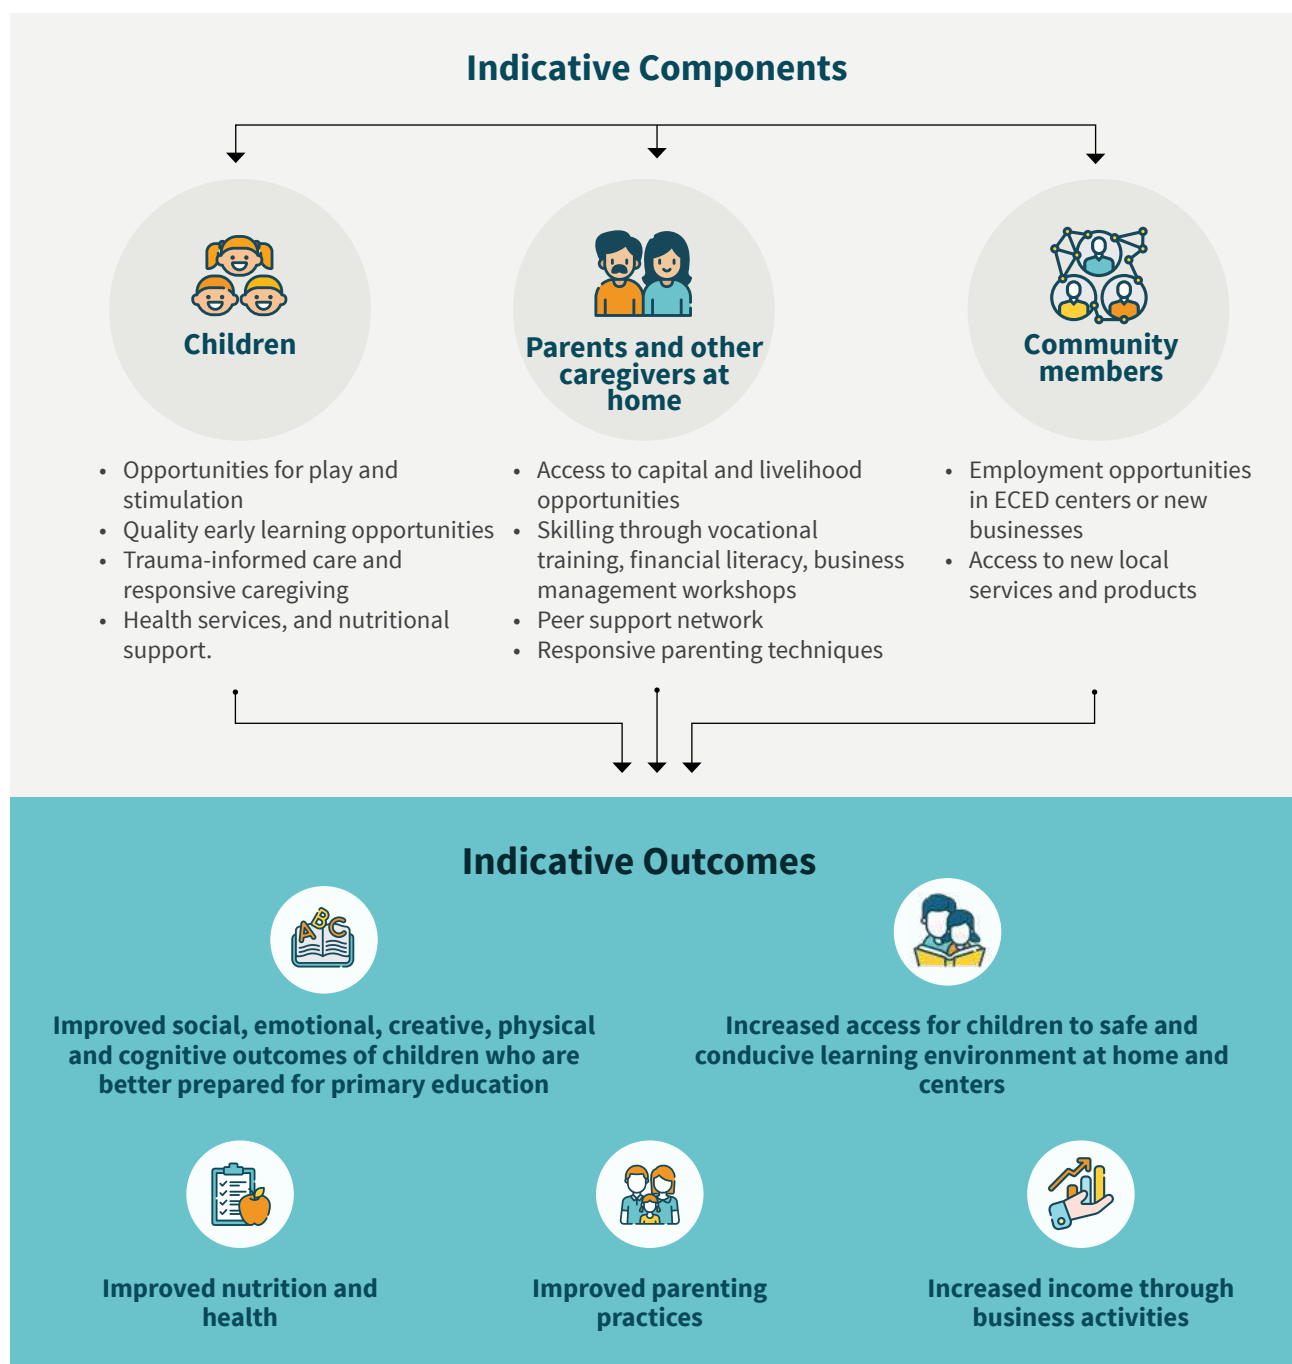 Indicative Components
Children
Parents and other
caregivers at
home
Community
members
• Opportunities for play and
stimulation
• Quality early learning opportunities
• Trauma-informed care and
responsive caregiving
• Health services, and nutritional
support.
• Access to capital and livelihood
opportunities
• Skilling through vocational
training, financial literacy, business
management workshops
• Peer support network
• Responsive parenting techniques
• Employment opportunities
in ECED centers or new
businesses
• Access to new local
services and products
Indicative Outcomes
ABC
Improved social, emotional, creative, physical
and cognitive outcomes of children who are
better prepared for primary education
Increased access for children to safe and
conducive learning environment at home and
centers
Improved nutrition and
health
Improved parenting
practices
Increased income through
business activities